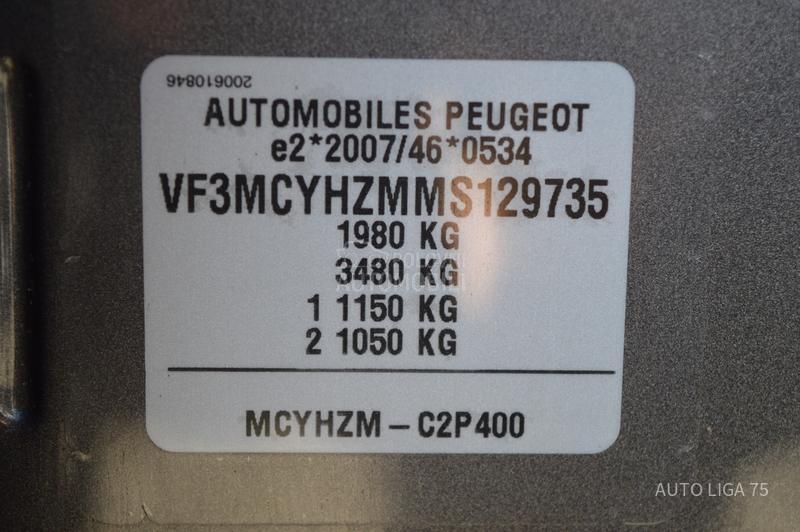 200610846
AUTOMOBILES PEUGEOT
e2*2007/46*0534
VF3MCYHZMMS129735
1980 KG
3480 KG
1 1150 KG
2 1050 KG
MCYHZM-C2P400
AUTO LIGA 75